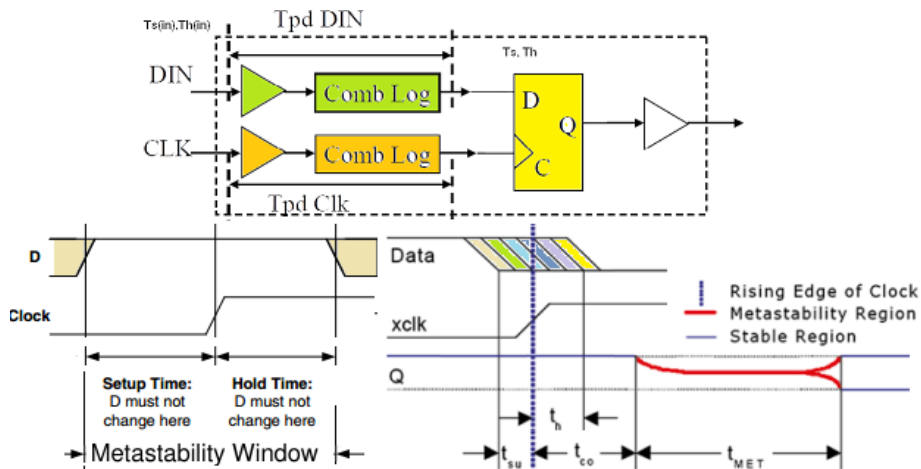 Ts(in),Th(in)
Tpd DIN
Ts, Th
DIN
Comb Log
D
Q
CLK
Comb Log
C
Tpd Clk
D
Clock
Setup Time:
D must not
change here
Hold Time:
D must not
change here
Metastability Window
Data
xclk
Q
Rising Edge of Clock
Metastability Region
Stable Region
th
tsu
tco
tMET